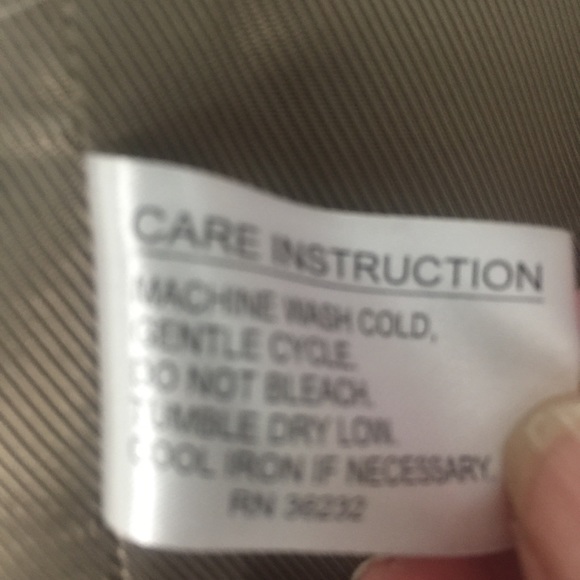 CARE INSTRUCTION
MACHINE WASH COLD,
GENTLE CYCLE.
DO NOT BLEACH.
TUMBLE DRY LOW.
COOL IRON IF NECESSARY.
RN 36232